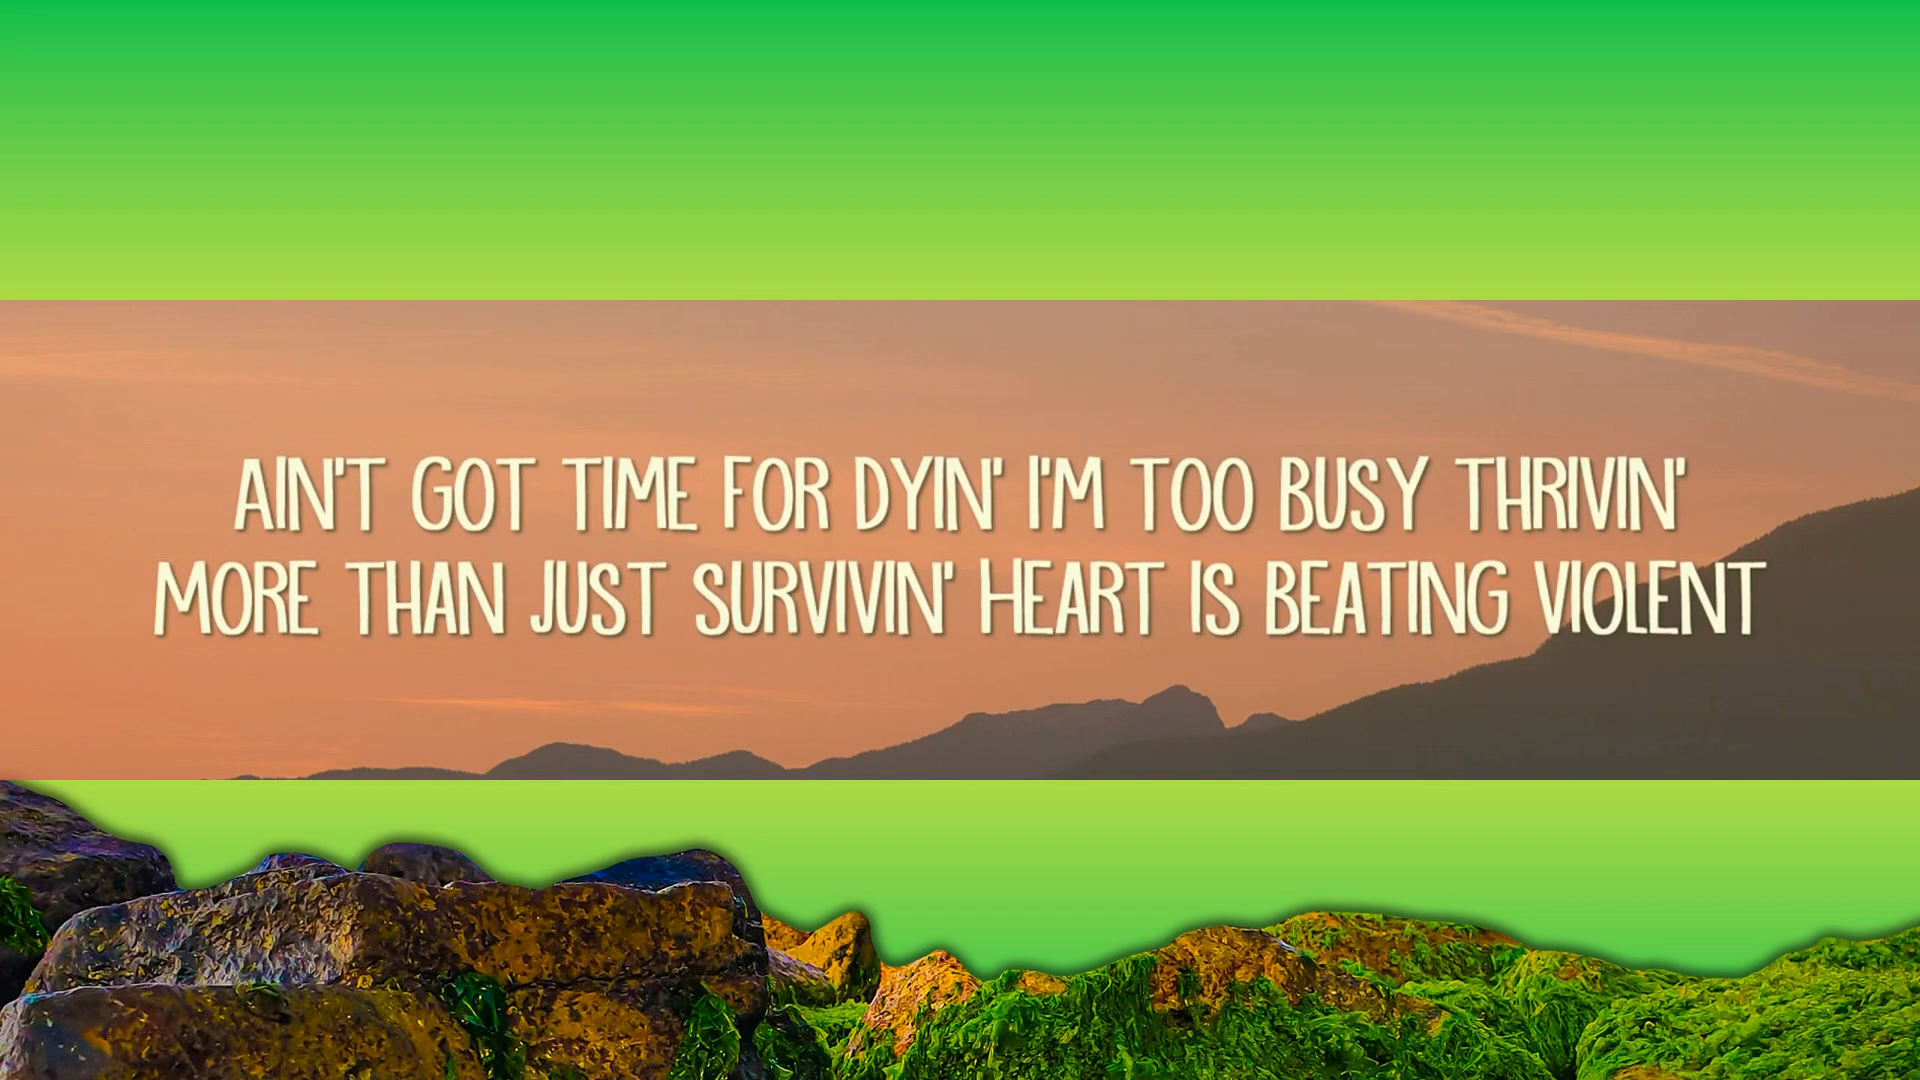 AIN'T GOT TIME FOR DYIN' I'M TOO BUSY THRIVIN'
MORE THAN JUST SURVIVIN' HEART IS BEATING VIOLENT